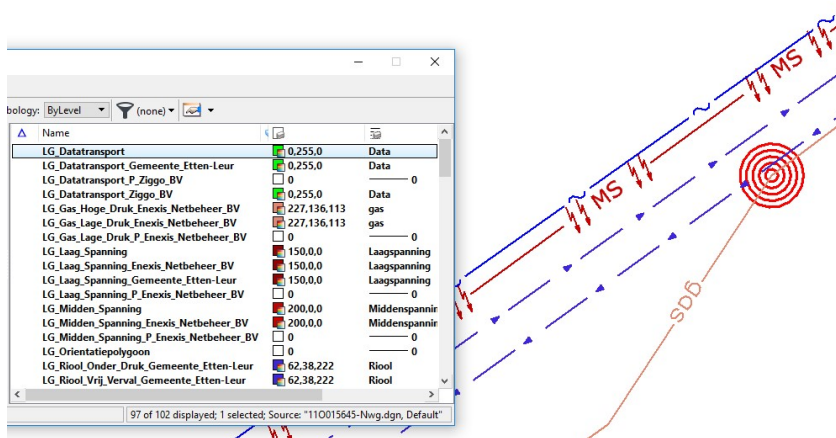 bology: ByLevel (none)
Name
LG_Datatransport 0,255,0 Data
LG_Datatransport_Gemeente_Etten-Leur 0,255,0 Data
LG_Datatransport_P_Ziggo_BV 0 0
LG_Datatransport_Ziggo_BV 0,255,0 Data
LG_Gas_Hoge_Druk_Enexis_Netbeheer_BV 227,136,113 gas
LG_Gas_Lage_Druk_Enexis_Netbeheer_BV 227,136,113 gas
LG_Gas_Lage_Druk_P_Enexis_Netbeheer_BV 0 0
LG_Laag_Spanning 150,0,0 Laagspanning
LG_Laag_Spanning_Enexis_Netbeheer_BV 150,0,0 Laagspanning
LG_Laag_Spanning_Gemeente_Etten-Leur 150,0,0 Laagspanning
LG_Laag_Spanning_P_Enexis_Netbeheer_BV 0 0
LG_Midden_Spanning 200,0,0 Middenspannin
LG_Midden_Spanning_Enexis_Netbeheer_BV 200,0,0 Middenspannin
LG_Midden_Spanning_P_Enexis_Netbeheer_BV 0 0
LG_Orientatiepolygoon 0 0
LG_Riool_Onder_Druk_Gemeente_Etten-Leur 62,38,222 Riool
LG_Riool_Vrij_Verval_Gemeente_Etten-Leur 62,38,222 Riool
97 of 102 displayed; 1 selected; Source: "11O015645-Nwg.dgn, Default"
MS
MS
gas